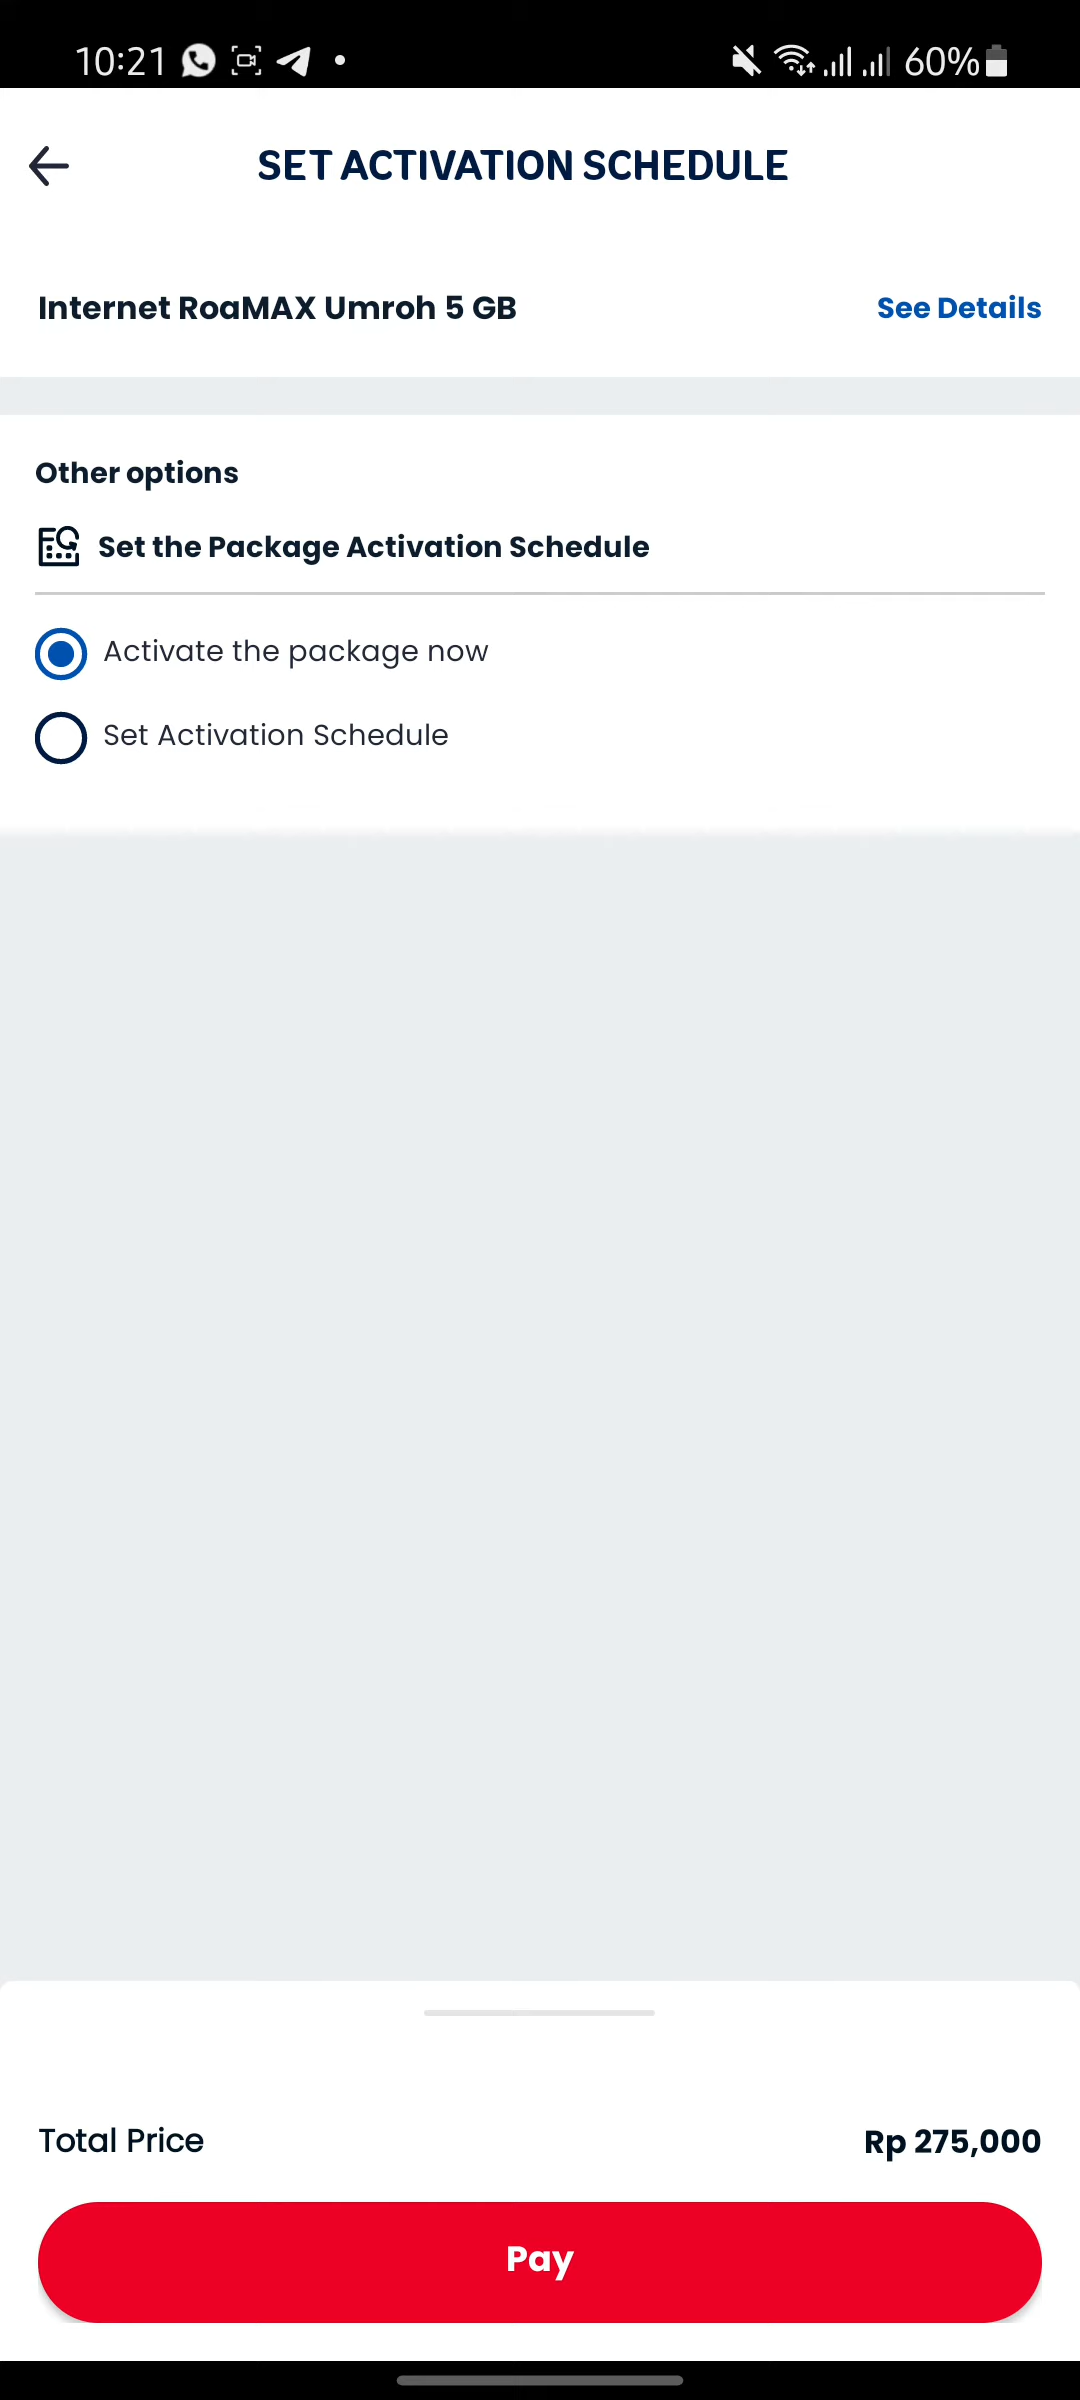 10:21
60%
SET ACTIVATION SCHEDULE
Internet RoaMAX Umroh 5 GB
See Details
Other options
Set the Package Activation Schedule
Activate the package now
Set Activation Schedule
Total Price
Rp 275,000
Pay